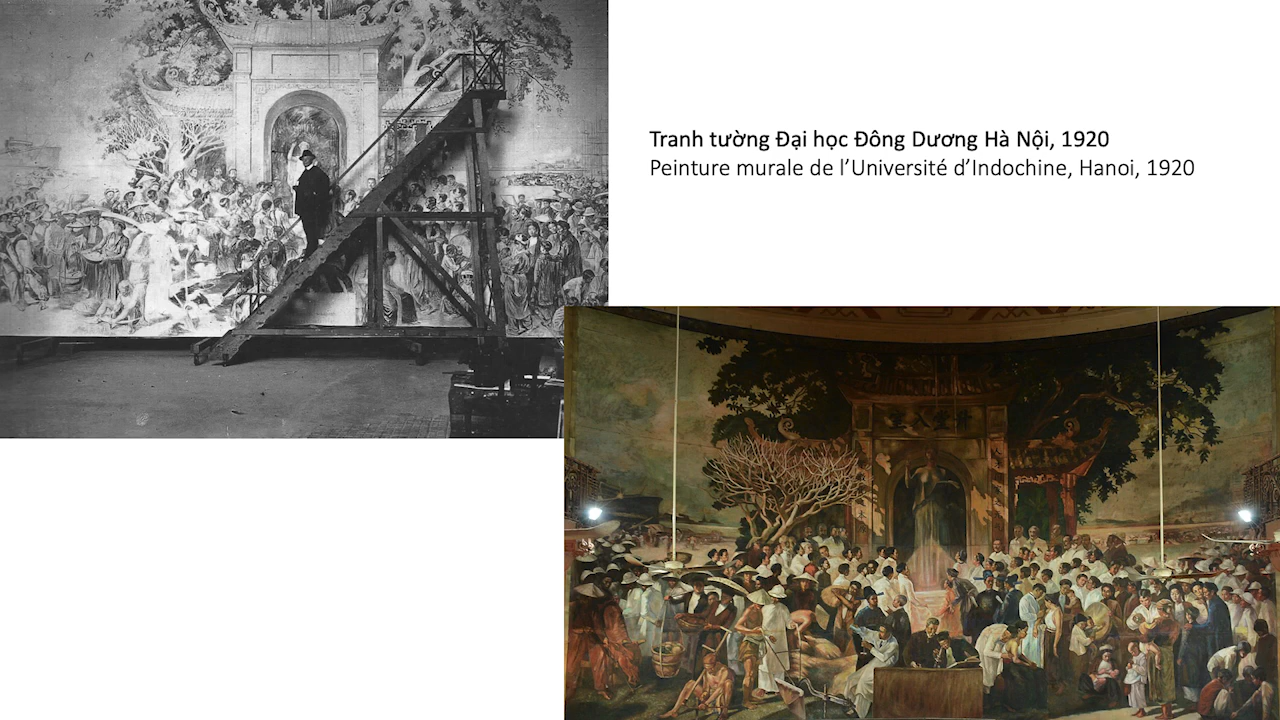 Tranh tường Đại học Đông Dương Hà Nội, 1920
Peinture murale de l’Université d’Indochine, Hanoi, 1920